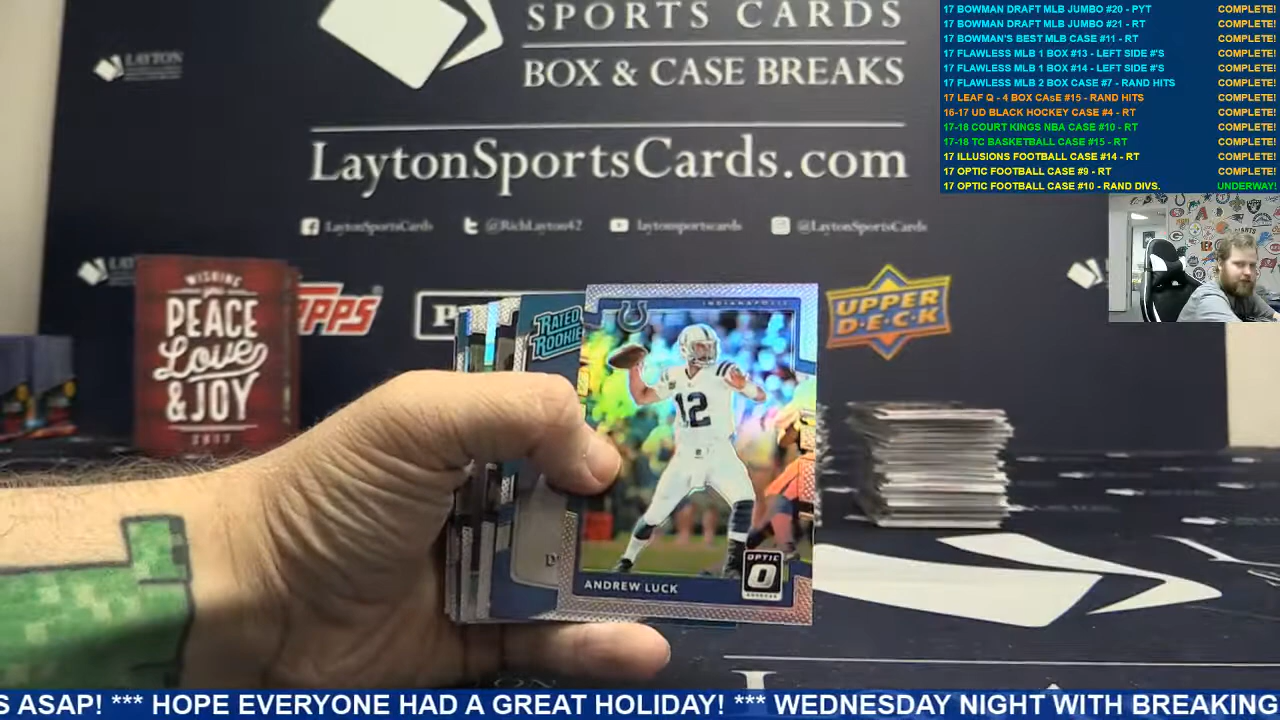 SPORTS CARDS
BOX & CASE BREAKS
LaytonSportsCards.com
LaytonSportsCards
@RichLayton42
laytonsportscards
@LaytonSportsCards
LAYTON
17 BOWMAN DRAFT MLB JUMBO #20 - PYT COMPLETE!
17 BOWMAN DRAFT MLB JUMBO #21 - RT COMPLETE!
17 BOWMAN'S BEST MLB CASE #11 - RT COMPLETE!
17 FLAWLESS MLB 1 BOX #13 - LEFT SIDE #'S COMPLETE!
17 FLAWLESS MLB 1 BOX #14 - LEFT SIDE #'S COMPLETE!
17 FLAWLESS MLB 2 BOX CASE #7 - RAND HITS COMPLETE!
17 LEAF Q - 4 BOX CAsE #15 - RAND HITS COMPLETE!
16-17 UD BLACK HOCKEY CASE #4 - RT COMPLETE!
17-18 COURT KINGS NBA CASE #10 - RT COMPLETE!
17-18 TC BASKETBALL CASE #15 - RT COMPLETE!
17 ILLUSIONS FOOTBALL CASE #14 - RT COMPLETE!
17 OPTIC FOOTBALL CASE #9 - RT COMPLETE!
17 OPTIC FOOTBALL CASE #10 - RAND DIVS. UNDERWAY!
WISHING
you
PEACE
Love
& JOY
2017
TOPPS
P
UPPER
D·E·C·K
RATED
ROOKIE
INDIANAPOLIS
12
OPTIC
ANDREW LUCK
S ASAP! *** HOPE EVERYONE HAD A GREAT HOLIDAY! *** WEDNESDAY NIGHT WITH BREAKING